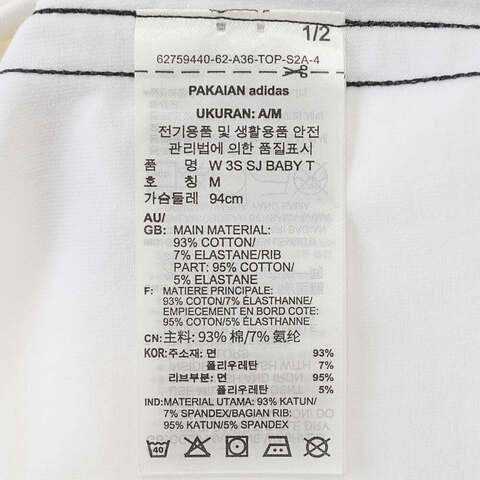 1/2
62759440-62-A36-TOP-S2A-4
PAKAIAN adidas
UKURAN: A/M
전기용품 및 생활용품 안전
관리법에 의한 품질표시
품 명 W 3S SJ BABY T
호 칭 M
가슴둘레 94cm
AU/
GB: MAIN MATERIAL:
93% COTTON/
7% ELASTANE/RIB
PART: 95% COTTON/
5% ELASTANE
F: MATIERE PRINCIPALE:
93% COTON/7% ÉLASTHANNE/
EMPIECEMENT EN BORD COTE:
95% COTON/5% ÉLASTHANNE
CN: 主料: 93% 棉/7% 氨纶
KOR: 주소재: 면 93%
폴리우레탄 7%
리브부분: 면 95%
폴리우레탄 5%
IND: MATERIAL UTAMA: 93% KATUN/
7% SPANDEX/BAGIAN RIB:
95% KATUN/5% SPANDEX
40